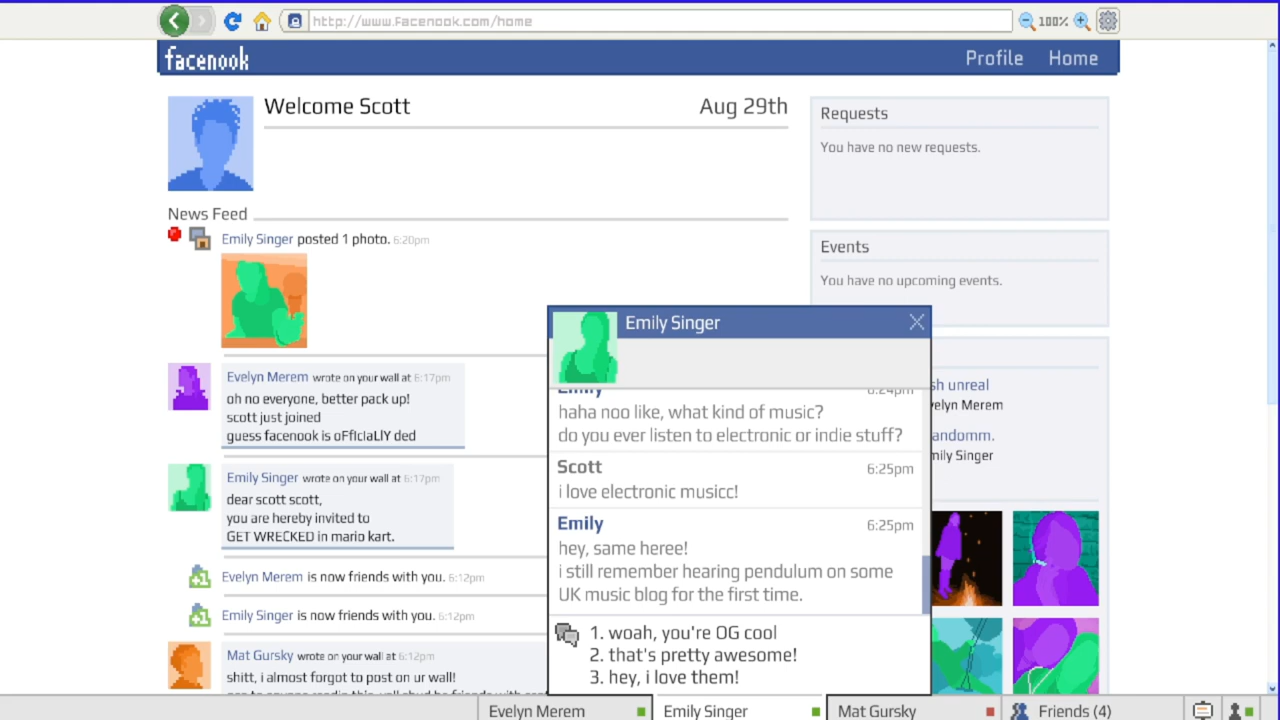 http://www.Facenook.com/home
100%
facenook
Profile
Home
Welcome Scott
Aug 29th
Requests
You have no new requests.
News Feed
Emily Singer posted 1 photo. 6:20pm
Events
You have no upcoming events.
Evelyn Merem wrote on your wall at 6:17pm
oh no everyone, better pack up!
scott just joined
guess facenook is oFfIcIaLlY ded
Emily Singer wrote on your wall at 6:17pm
dear scott scott,
you are hereby invited to
GET WRECKED in mario kart.
+1 Evelyn Merem is now friends with you. 6:12pm
+1 Emily Singer is now friends with you. 6:12pm
Mat Gursky wrote on your wall at 6:12pm
shitt, i almost forgot to post on ur wall!
Emily Singer
Emily 6:24pm
haha noo like, what kind of music?
do you ever listen to electronic or indie stuff?
Scott 6:25pm
i love electronic musicc!
Emily 6:25pm
hey, same heree!
i still remember hearing pendulum on some
UK music blog for the first time.
1. woah, you're OG cool
2. that's pretty awesome!
3. hey, i love them!
sh unreal
velyn Merem
andomm.
mily Singer
Evelyn Merem
Emily Singer
Mat Gursky
Friends (4)